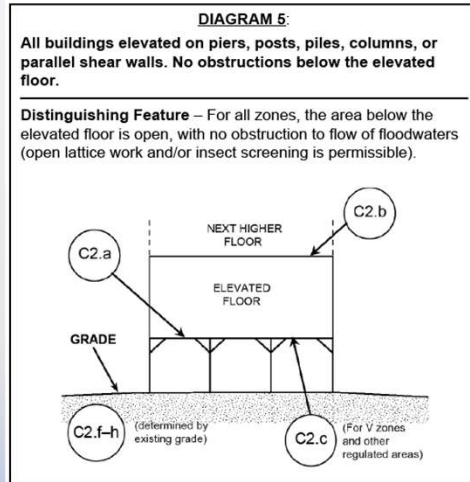 DIAGRAM 5:
All buildings elevated on piers, posts, piles, columns, or
parallel shear walls. No obstructions below the elevated
floor.
Distinguishing Feature – For all zones, the area below the
elevated floor is open, with no obstruction to flow of floodwaters
(open lattice work and/or insect screening is permissible).
C2.b
NEXT HIGHER
FLOOR
C2.a
ELEVATED
FLOOR
GRADE
C2.f–h
(determined by
existing grade)
C2.c
(For V zones
and other
regulated areas)